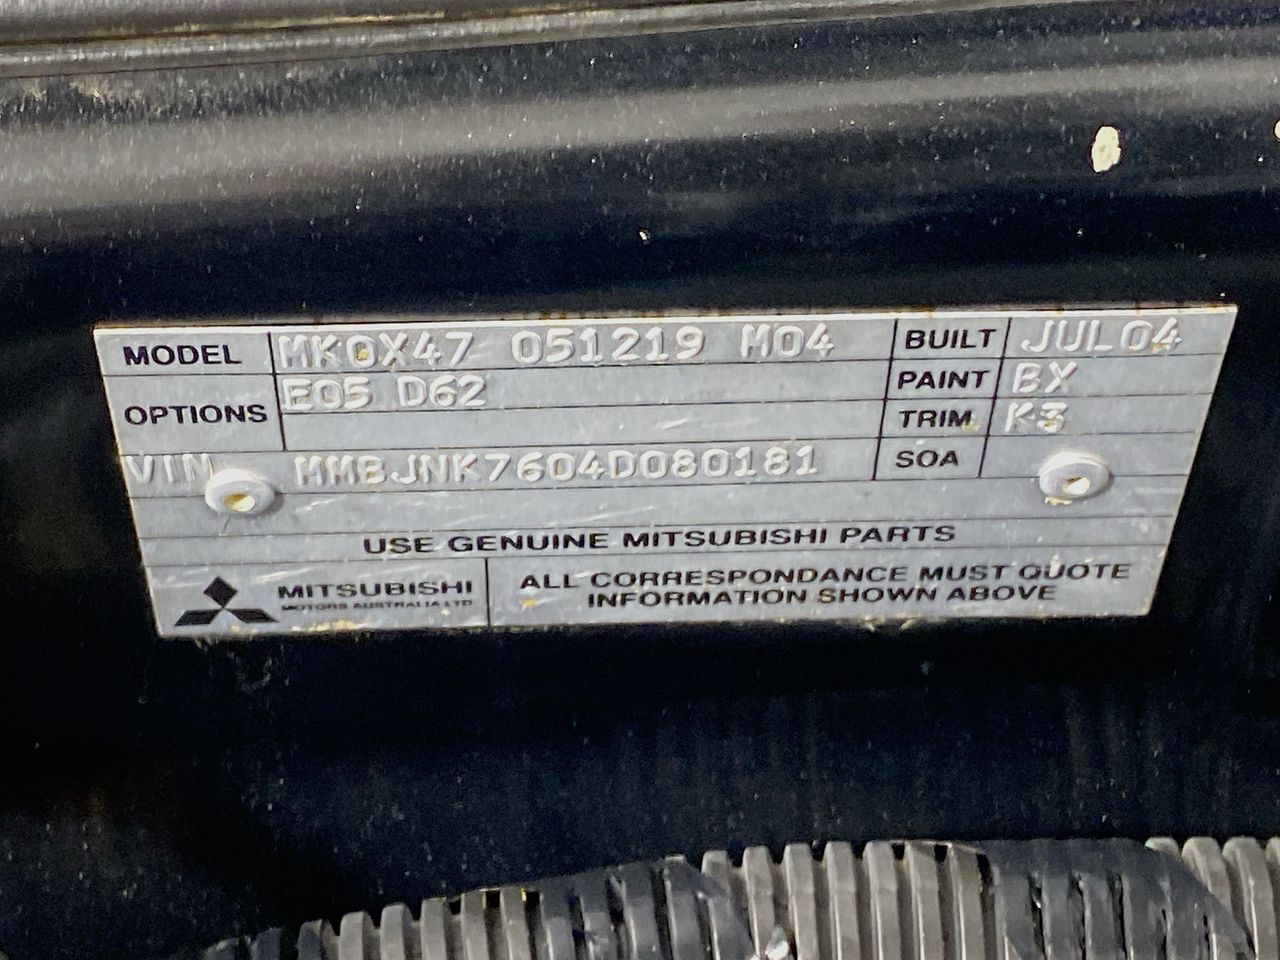 MODEL MK0X47 051219 M04 BUILT JUL04
OPTIONS E05 D62 PAINT BX
TRIM K3
VIN MMBJNK7604D080181 SOA
USE GENUINE MITSUBISHI PARTS
MITSUBISHI
MOTORS AUSTRALIA LTD
ALL CORRESPONDANCE MUST QUOTE
INFORMATION SHOWN ABOVE